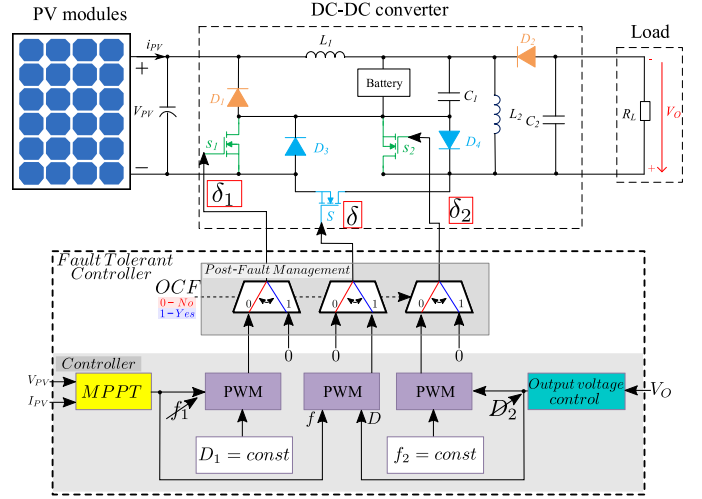 PV modules
DC-DC converter
Load
i_PV
L_1
D_2
+
D_1
Battery
C_1
L_2
C_2
R_L
-
V_PV
V_O
s_1
D_3
s_2
D_4
−
+
δ_1
S
δ
δ_2
Fault Tolerant
Controller
Post-Fault Management
OCF
0 – No
1 – Yes
0
1
0
1
0
1
0
0
0
Controller
V_PV
I_PV
MPPT
f_1
PWM
PWM
PWM
D_2
Output voltage
control
V_O
f
D
D_1 = const
f_2 = const